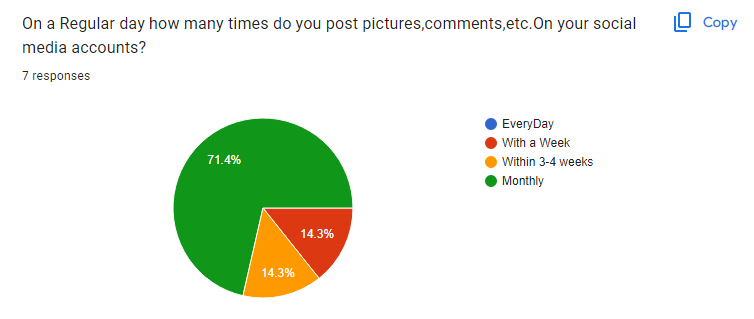 On a Regular day how many times do you post pictures,comments,etc.On your social
media accounts?
Copy
7 responses
71.4%
14.3%
14.3%
EveryDay
With a Week
Within 3-4 weeks
Monthly